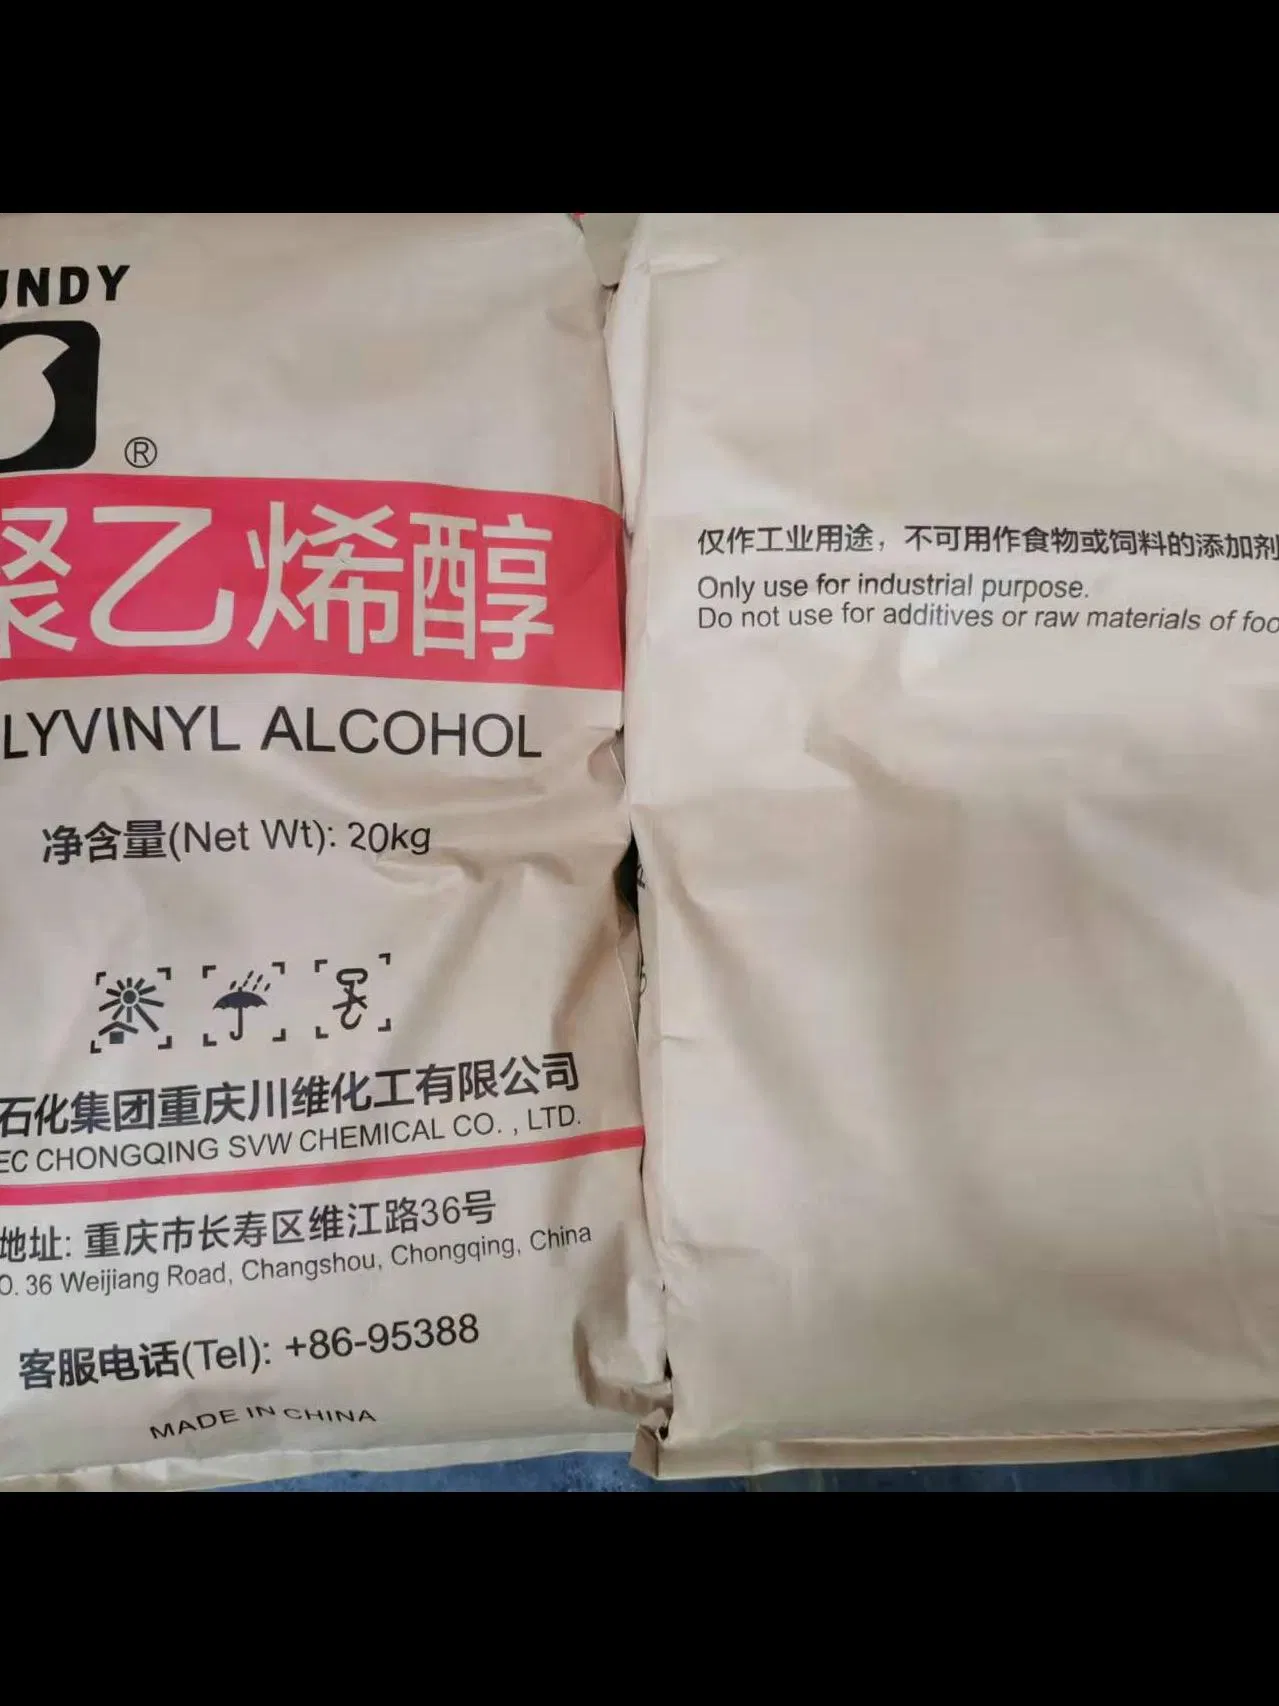 UNDY
®
聚乙烯醇
LYVINYL ALCOHOL
净含量(Net Wt): 20kg
石化集团重庆川维化工有限公司
EC CHONGQING SVW CHEMICAL CO. , LTD.
地址: 重庆市长寿区维江路36号
O. 36 Weijiang Road, Changshou, Chongqing, China
客服电话(Tel): +86-95388
MADE IN CHINA
仅作工业用途，不可用作食物或饲料的添加剂
Only use for industrial purpose.
Do not use for additives or raw materials of foo